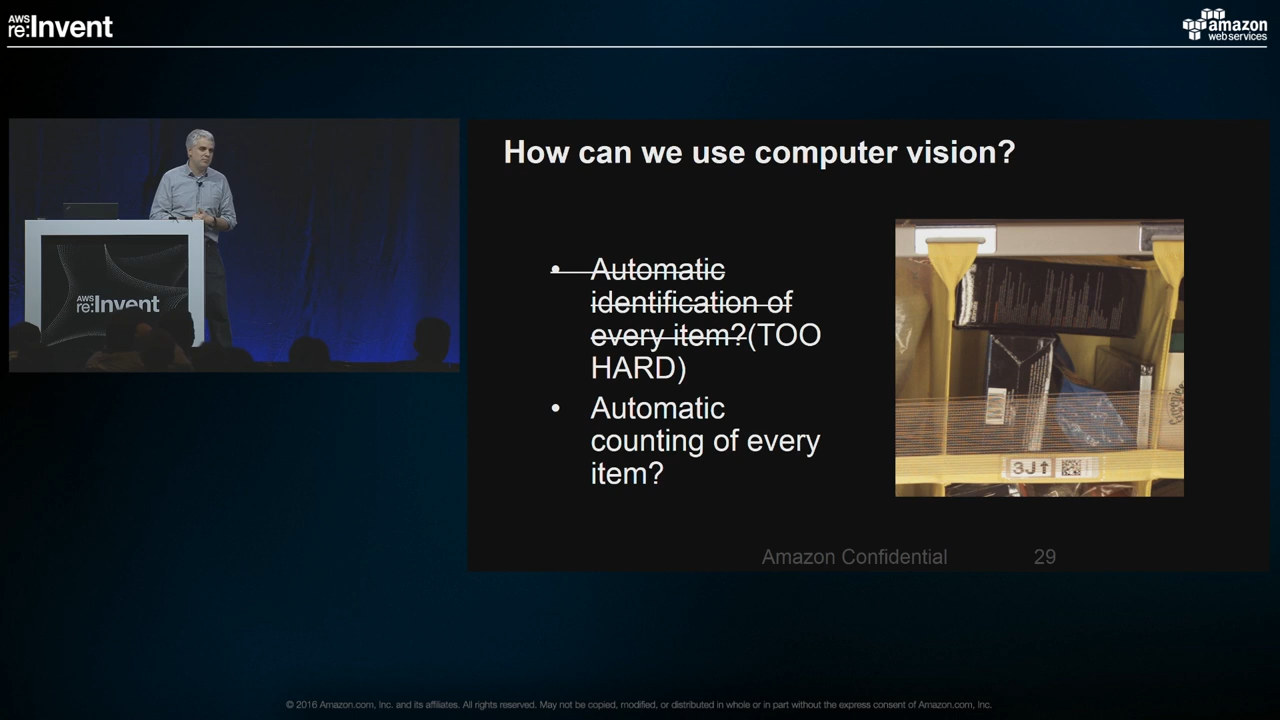 AWS
re:Invent
amazon
web services
How can we use computer vision?
• Automatic
identification of
every item?(TOO
HARD)
• Automatic
counting of every
item?
3J↑
AWS
re:Invent
Amazon Confidential
29
© 2016 Amazon.com, Inc. and its affiliates. All rights reserved. May not be copied, modified, or distributed in whole or in part without the express consent of Amazon.com, Inc.